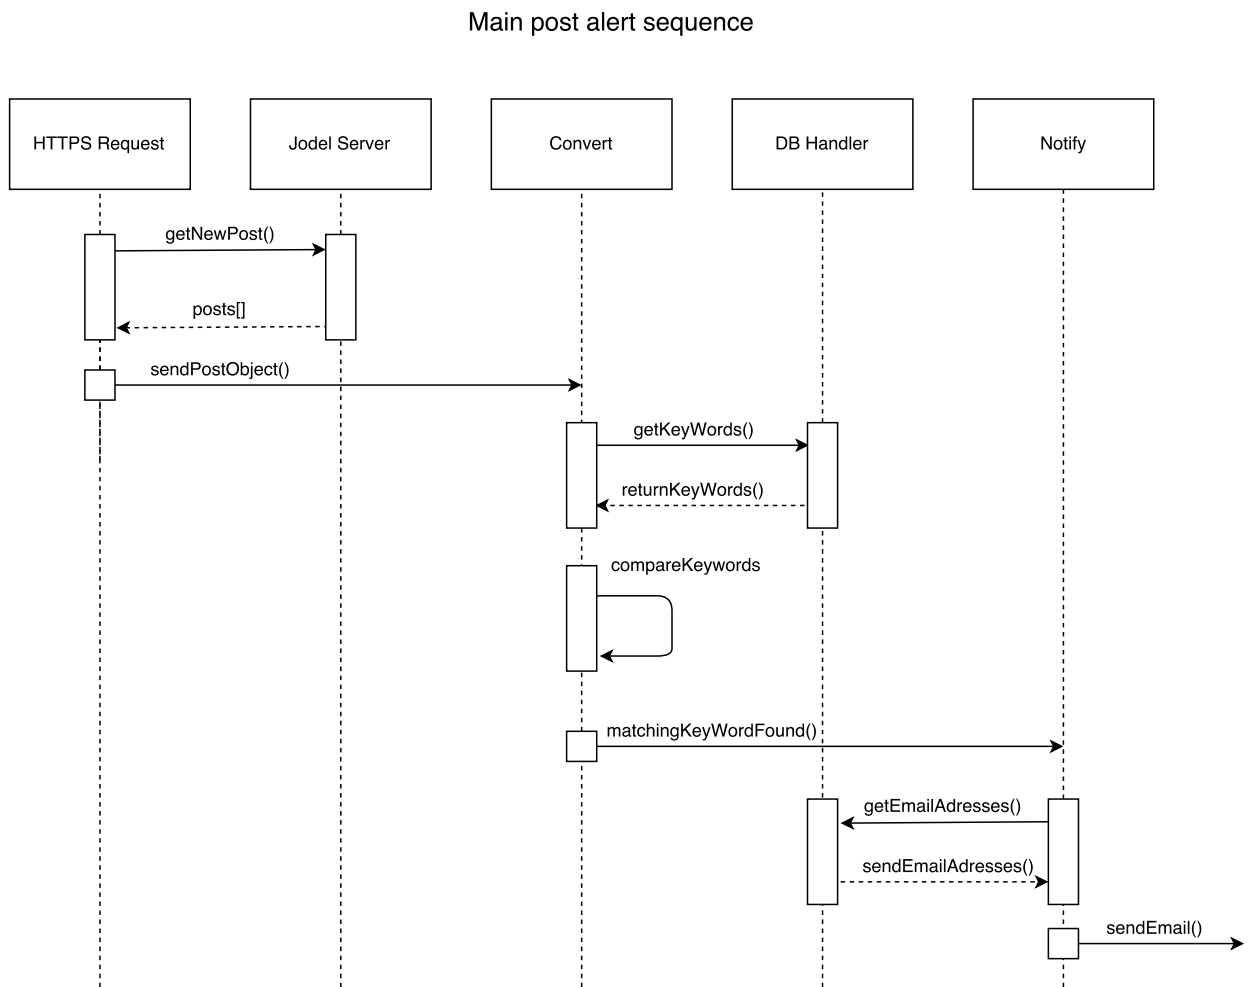 Main post alert sequence
HTTPS Request
Jodel Server
Convert
DB Handler
Notify
getNewPost()
posts[]
sendPostObject()
getKeyWords()
returnKeyWords()
compareKeywords
matchingKeyWordFound()
getEmailAdresses()
sendEmailAdresses()
sendEmail()